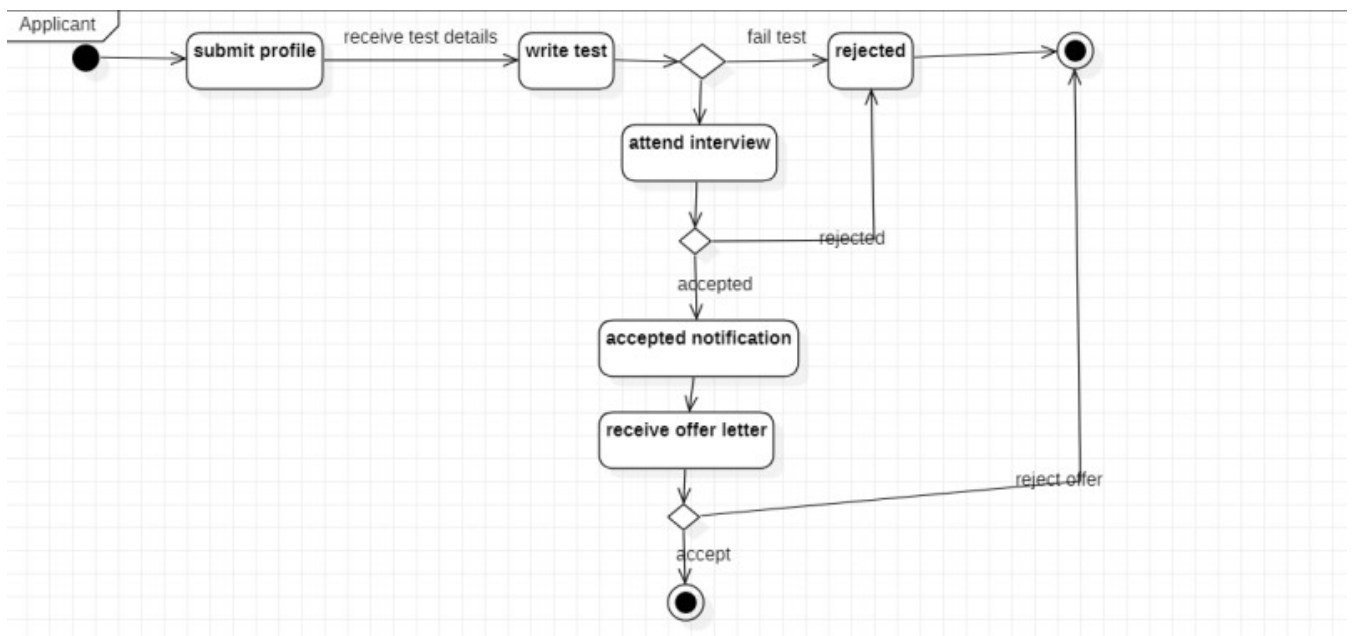 Applicant
submit profile
receive test details
write test
fail test
rejected
attend interview
rejected
accepted
accepted notification
receive offer letter
reject offer
accept